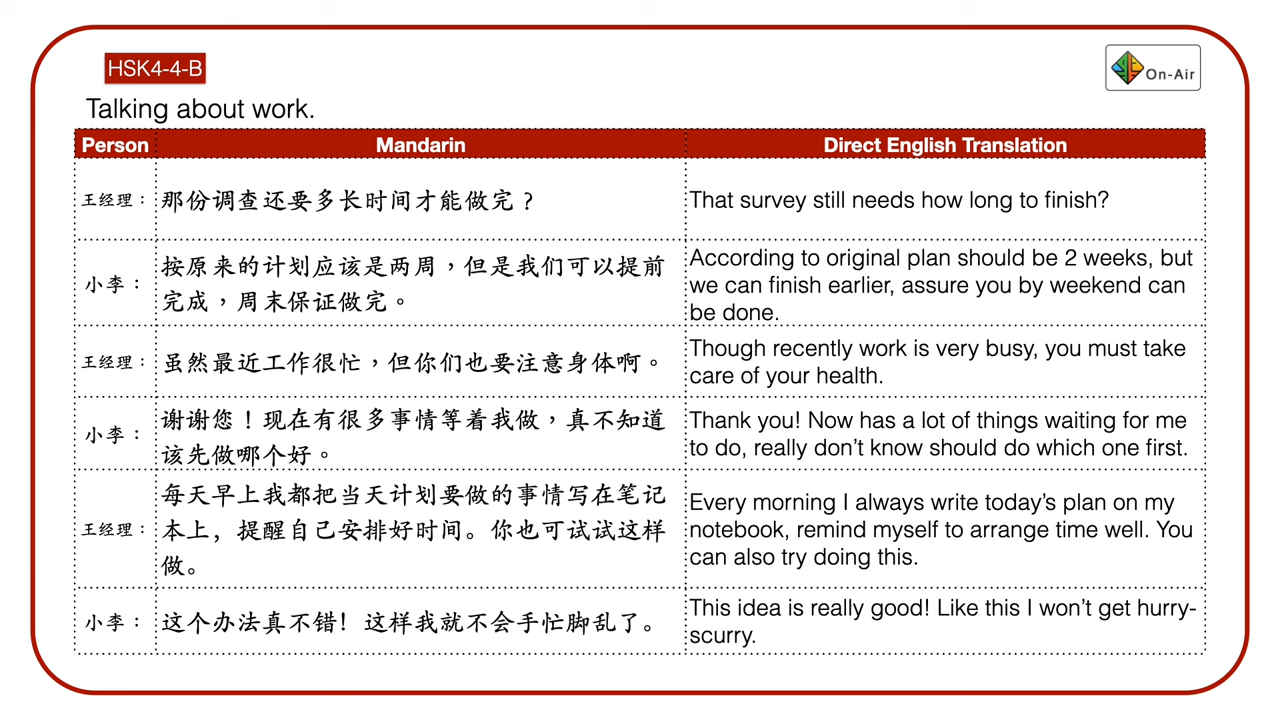 HSK4-4-B
On-Air
Talking about work.
Person Mandarin Direct English Translation
王经理： 那份调查还要多长时间才能做完？ That survey still needs how long to finish?
小李： 按原来的计划应该是两周，但是我们可以提前
完成，周末保证做完。
According to original plan should be 2 weeks, but
we can finish earlier, assure you by weekend can
be done.
王经理： 虽然最近工作很忙，但你们也要注意身体啊。
Though recently work is very busy, you must take
care of your health.
小李： 谢谢您！现在有很多事情等着我做，真不知道
该先做哪个好。
Thank you! Now has a lot of things waiting for me
to do, really don’t know should do which one first.
王经理： 每天早上我都把当天计划要做的事情写在笔记
本上，提醒自己安排好时间。你也可试试这样
做。
Every morning I always write today’s plan on my
notebook, remind myself to arrange time well. You
can also try doing this.
小李： 这个办法真不错！这样我就不会手忙脚乱了。
This idea is really good! Like this I won’t get hurry-
scurry.